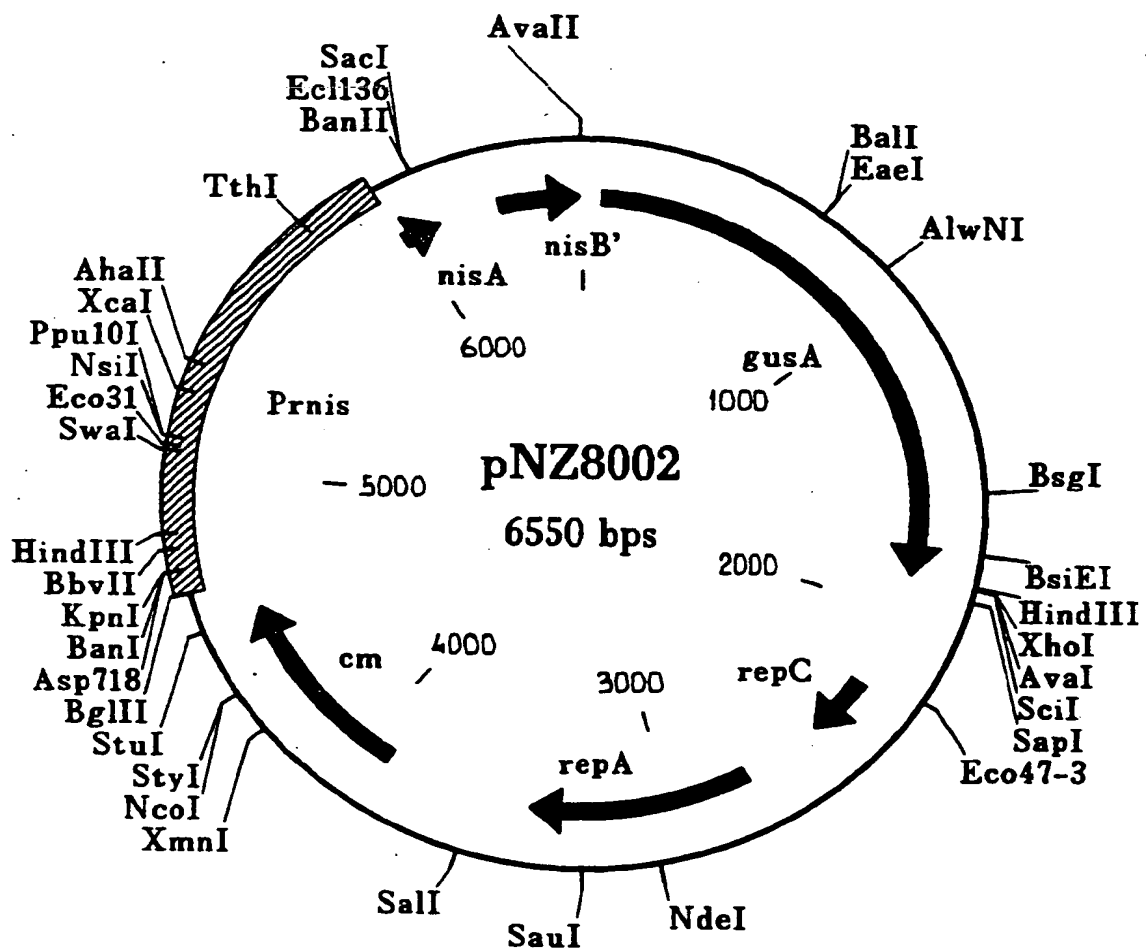 AvaII
SacI
Ecl136
BanII
BalI
EaeI
TthI
AlwNI
nisB'
nisA
AhaII
XcaI
Ppu10I
NsiI
Eco31
SwaI
6000
gusA
1000
Prnis
pNZ8002
5000
6550 bps
BsgI
HindIII
BbvII
KpnI
BanI
Asp718
BglII
StuI
StyI
NcoI
XmnI
2000
BsiEI
HindIII
XhoI
AvaI
SciI
SapI
Eco47-3
cm
4000
3000
repC
repA
SalI
SauI
NdeI